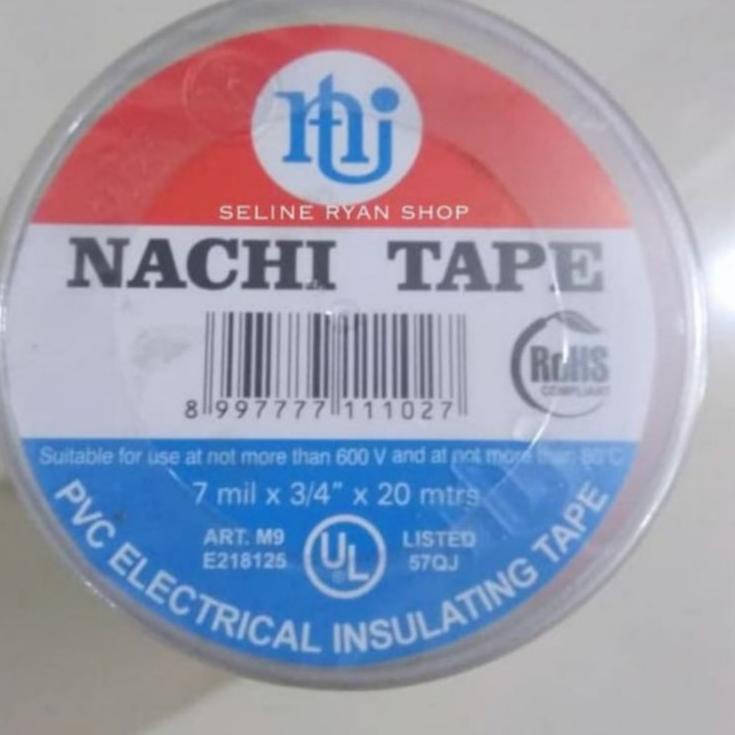 nti
SELINE RYAN SHOP
NACHI TAPE
RoHS
COMPLIANT
8 997777 111027
Suitable for use at not more than 600 V and at not more than 80°C
7 mil x 3/4" x 20 mtrs
ART. M9
E218125
UL
®
LISTED
57QJ
PVC ELECTRICAL INSULATING TAPE